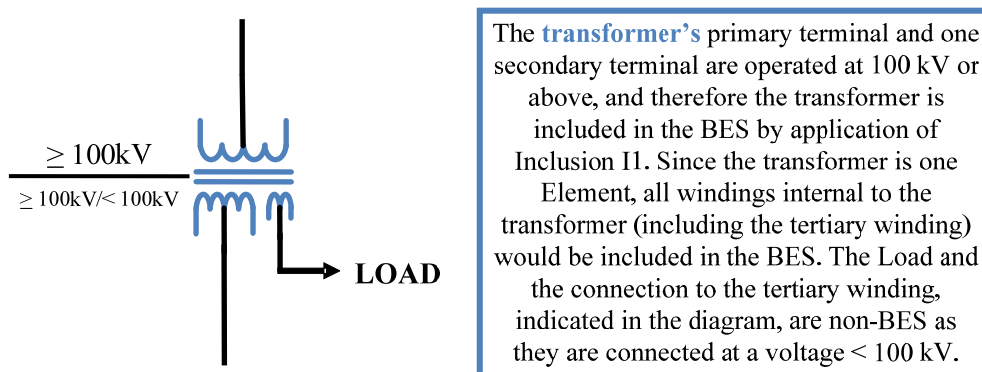 ≥ 100kV
≥ 100kV/< 100kV
LOAD
The transformer's primary terminal and one
secondary terminal are operated at 100 kV or
above, and therefore the transformer is
included in the BES by application of
Inclusion I1. Since the transformer is one
Element, all windings internal to the
transformer (including the tertiary winding)
would be included in the BES. The Load and
the connection to the tertiary winding,
indicated in the diagram, are non-BES as
they are connected at a voltage < 100 kV.